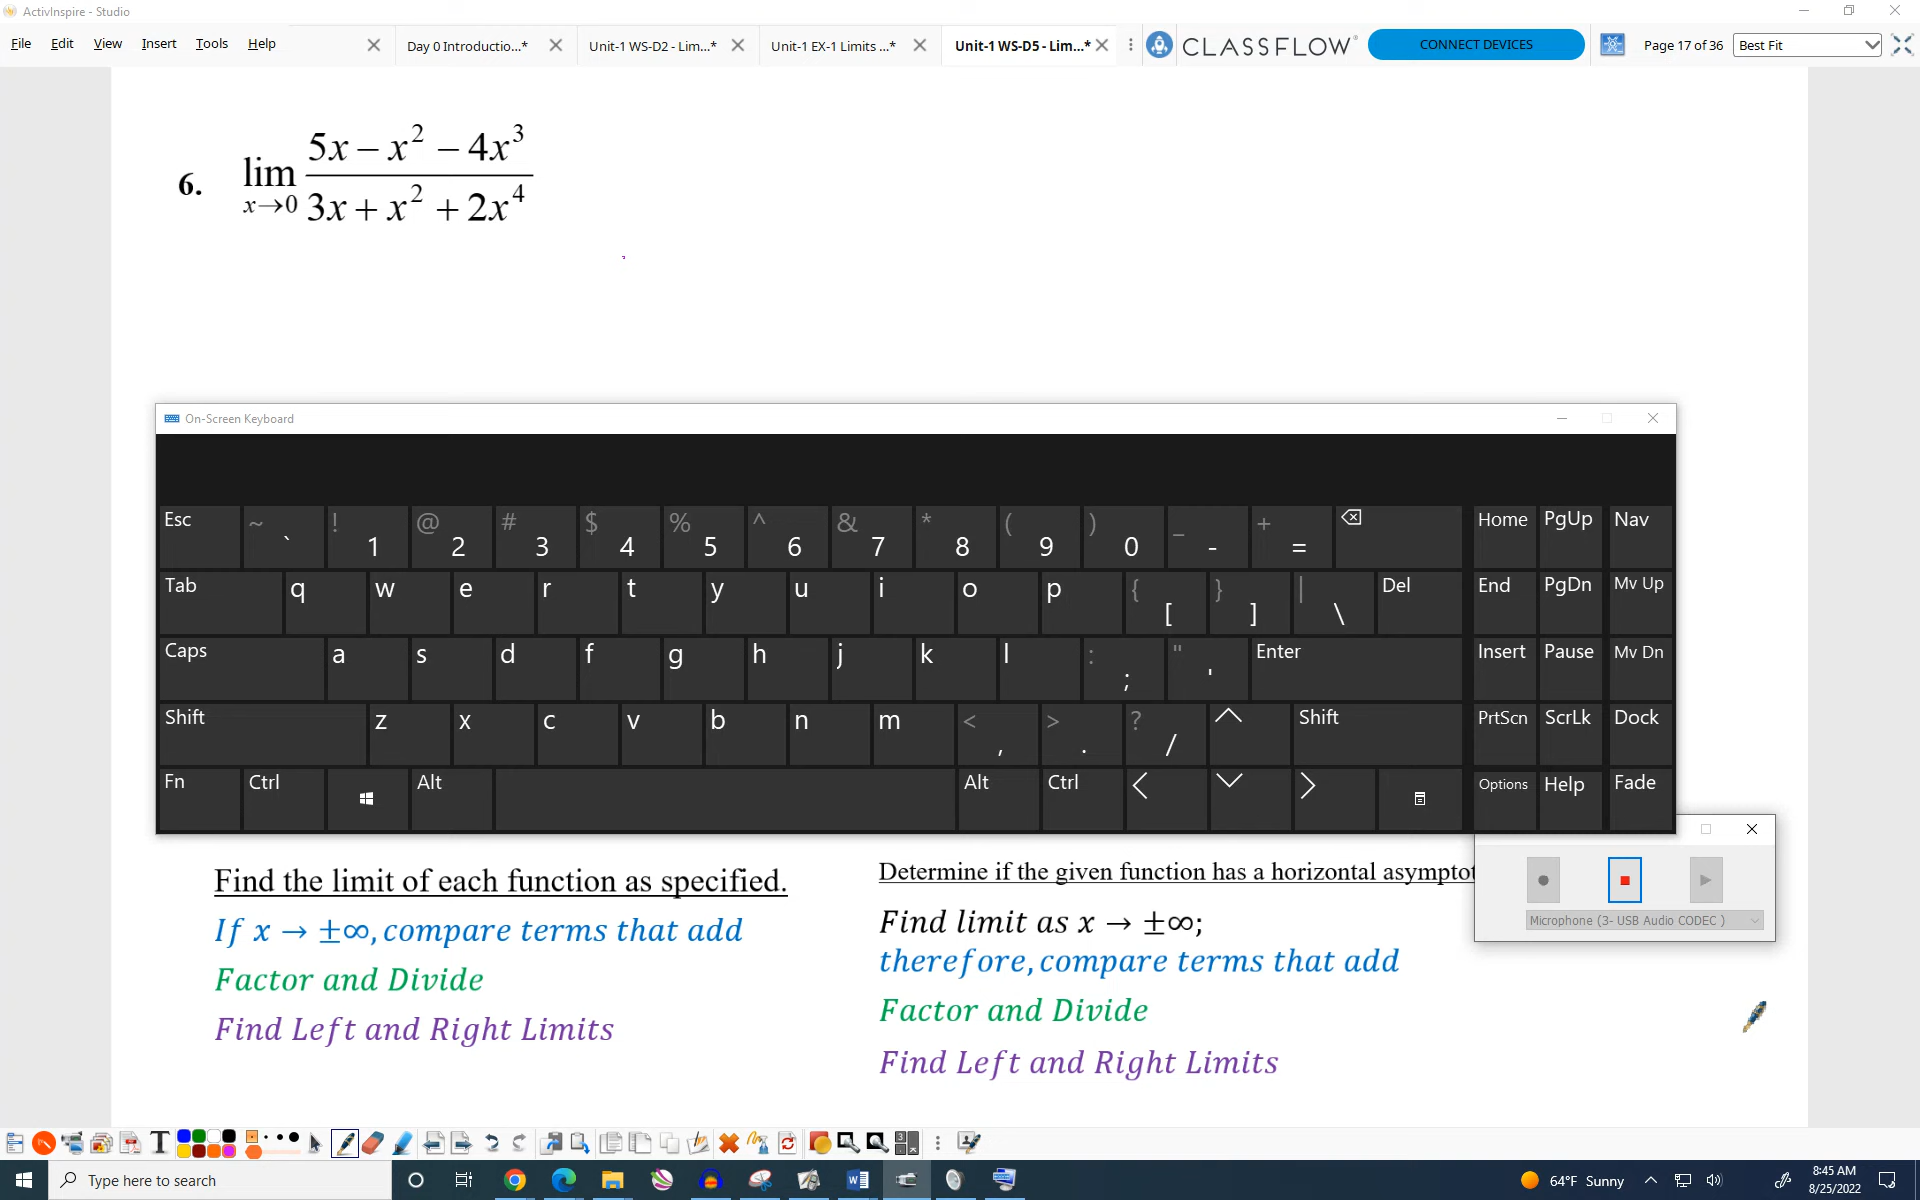 ActivInspire - Studio
File Edit View Insert Tools Help
Day 0 Introductio...* Unit-1 WS-D2 - Lim...* Unit-1 EX-1 Limits ...* Unit-1 WS-D5 - Lim...*
CLASSFLOW CONNECT DEVICES Page 17 of 36 Best Fit
6. lim x→0 (5x − x² − 4x³)/(3x + x² + 2x⁴)
On-Screen Keyboard
Esc ~ ` ! 1 @ 2 # 3 $ 4 % 5 ^ 6 & 7 * 8 ( 9 ) 0 _ - + = Home PgUp Nav
Tab q w e r t y u i o p { [ } ] | \ Del End PgDn Mv Up
Caps a s d f g h j k l : ; " ' Enter Insert Pause Mv Dn
Shift z x c v b n m < , > . ? / Shift PrtScn ScrLk Dock
Fn Ctrl Alt Alt Ctrl Options Help Fade
Find the limit of each function as specified.
If x → ±∞, compare terms that add
Factor and Divide
Find Left and Right Limits
Determine if the given function has a horizontal asymptot
Find limit as x → ±∞;
therefore, compare terms that add
Factor and Divide
Find Left and Right Limits
Microphone (3- USB Audio CODEC )
Type here to search
64°F Sunny
8:45 AM
8/25/2022